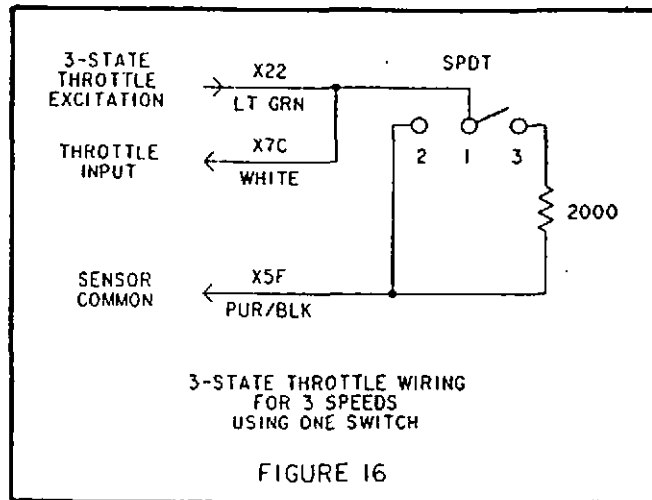 3-STATE
THROTTLE
EXCITATION
X22
LT GRN
SPDT
THROTTLE
INPUT
X7C
WHITE
2 1 3
2000
SENSOR
COMMON
X5F
PUR/BLK
3-STATE THROTTLE WIRING
FOR 3 SPEEDS
USING ONE SWITCH
FIGURE 16